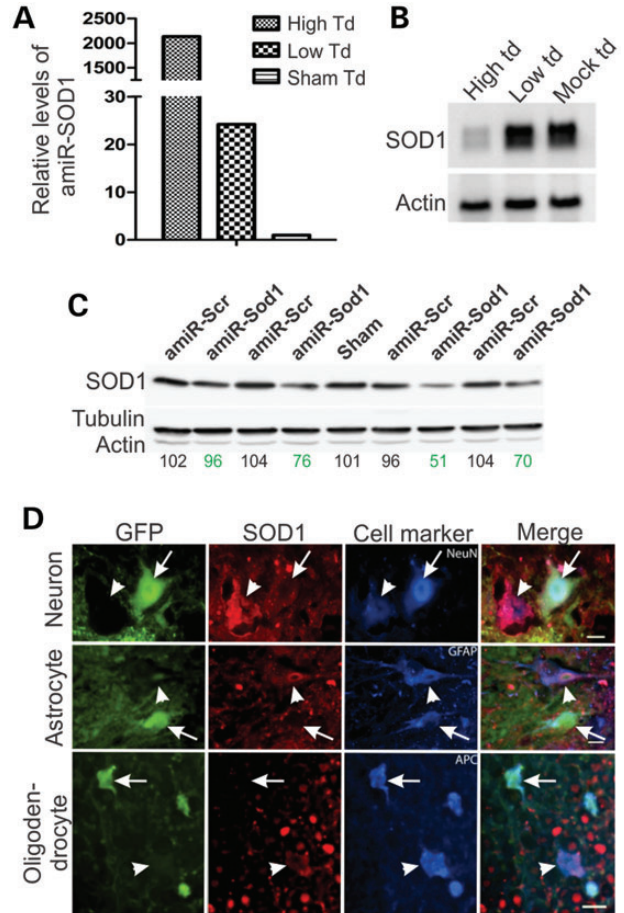 A
Relative levels of
amiR-SOD1
2500
2000
1500
1000
30
20
10
0
High Td
Low Td
Sham Td
B
High td
Low td
Mock td
SOD1
Actin
C
amiR-Scr
amiR-Sod1
amiR-Scr
amiR-Sod1
Sham
amiR-Scr
amiR-Sod1
amiR-Scr
amiR-Sod1
SOD1
Tubulin
Actin
102 96 104 76 101 96 51 104 70
D
GFP SOD1 Cell marker Merge
Neuron
NeuN
Astrocyte
GFAP
Oligoden-
drocyte
APC